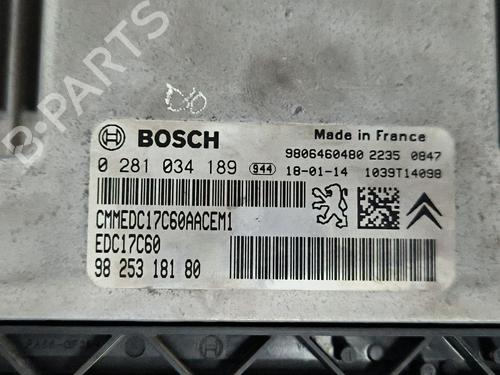 B-PARTS
BOSCH
Made in France
9806460480 2235 0847
0 281 034 189 944 18-01-14 1039T14098
CMMEDC17C60AACEM1
EDC17C60
98 253 181 80